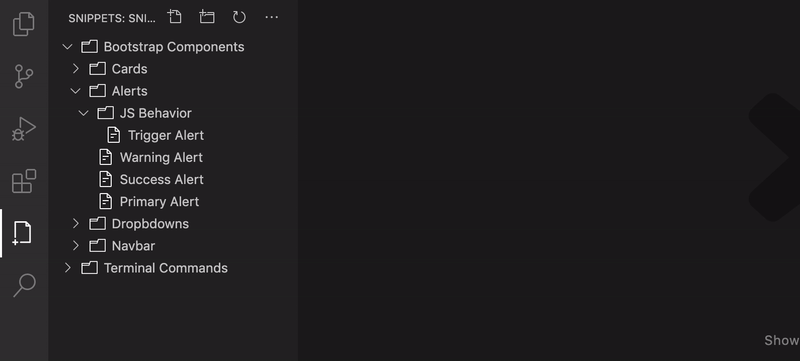 SNIPPETS: SNI...
Bootstrap Components
Cards
Alerts
JS Behavior
Trigger Alert
Warning Alert
Success Alert
Primary Alert
Dropbdowns
Navbar
Terminal Commands
Show